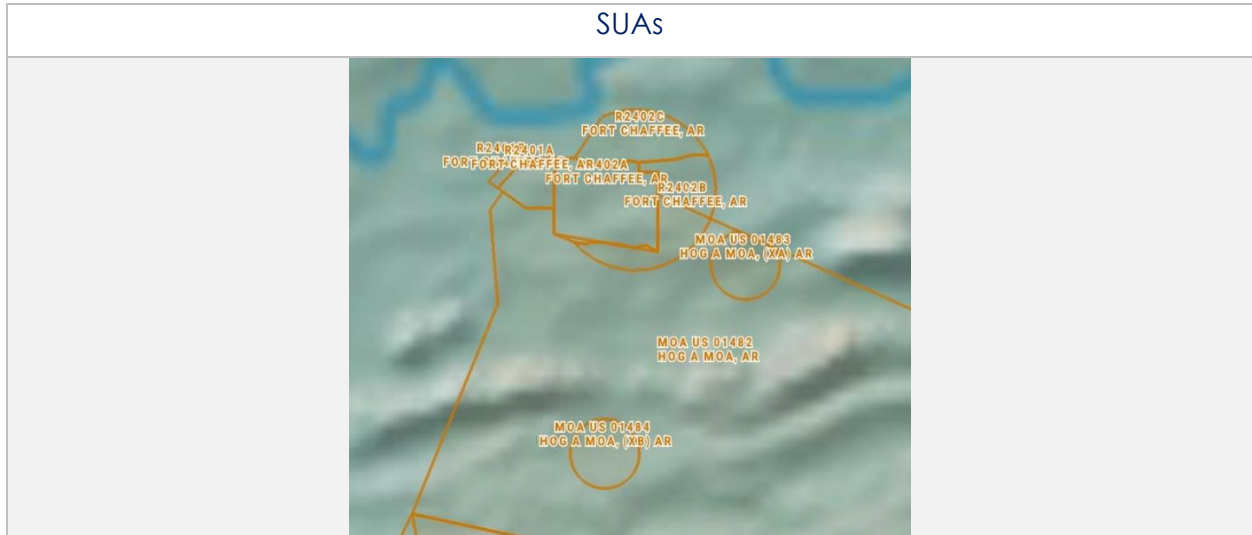 SUAs
R2402C
FORT CHAFFEE, AR
R2401A
FORT CHAFFEE, AR
FORT CHAFFEE, AR
R2402B
FORT CHAFFEE, AR
MOA US 01483
HOG A MOA, (XA) AR
MOA US 01482
HOG A MOA, AR
MOA US 01484
HOG A MOA, (XB) AR